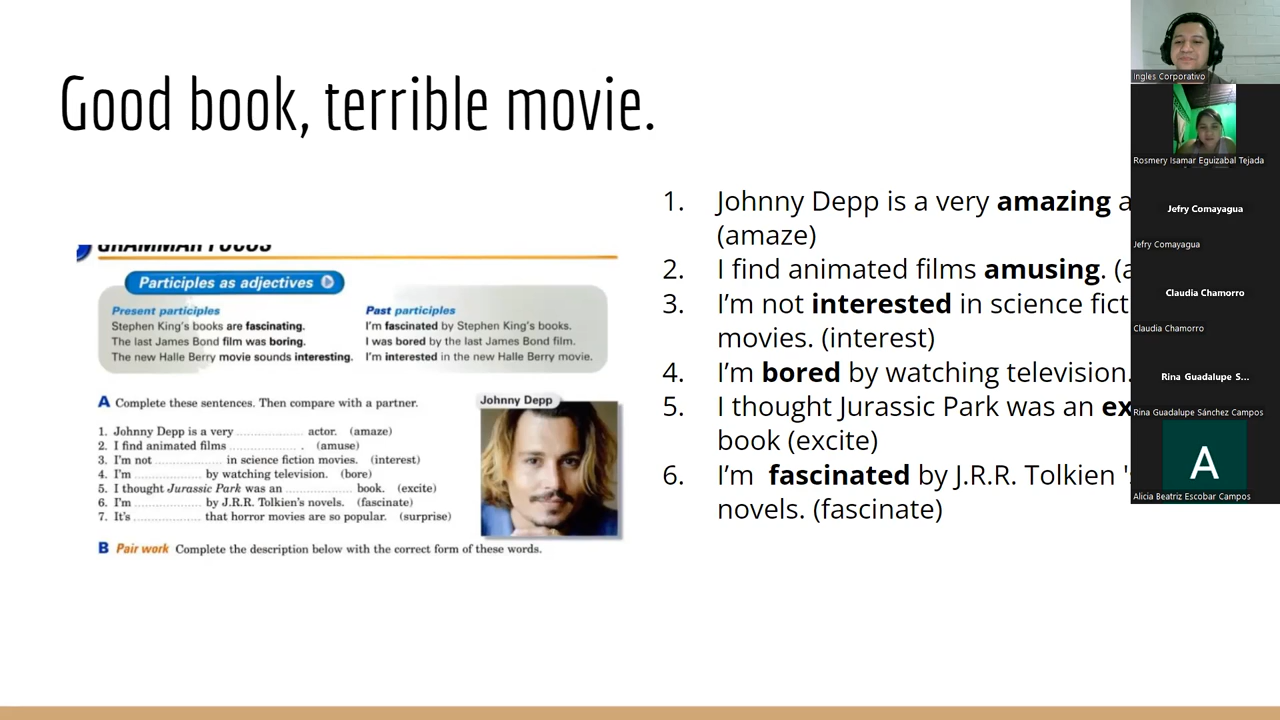 Good book, terrible movie.
GRAMMAR FOCUS
Participles as adjectives
Present participles
Stephen King's books are fascinating.
The last James Bond film was boring.
The new Halle Berry movie sounds interesting.
Past participles
I'm fascinated by Stephen King's books.
I was bored by the last James Bond film.
I'm interested in the new Halle Berry movie.
A Complete these sentences. Then compare with a partner.
1. Johnny Depp is a very ............... actor. (amaze)
2. I find animated films ............... . (amuse)
3. I'm not ............... in science fiction movies. (interest)
4. I'm ............... by watching television. (bore)
5. I thought Jurassic Park was an ............... book. (excite)
6. I'm ............... by J.R.R. Tolkien's novels. (fascinate)
7. It's ............... that horror movies are so popular. (surprise)
Johnny Depp
B Pair work Complete the description below with the correct form of these words.
1. Johnny Depp is a very amazing a
(amaze)
2. I find animated films amusing. (a
3. I'm not interested in science fict
movies. (interest)
4. I'm bored by watching television.
5. I thought Jurassic Park was an ex
book (excite)
6. I'm fascinated by J.R.R. Tolkien 's
novels. (fascinate)
Ingles Corporativo
Rosmery Isamar Eguizabal Tejada
Jefry Comayagua
Jefry Comayagua
Claudia Chamorro
Claudia Chamorro
Rina Guadalupe S...
Rina Guadalupe Sánchez Campos
A
Alicia Beatriz Escobar Campos